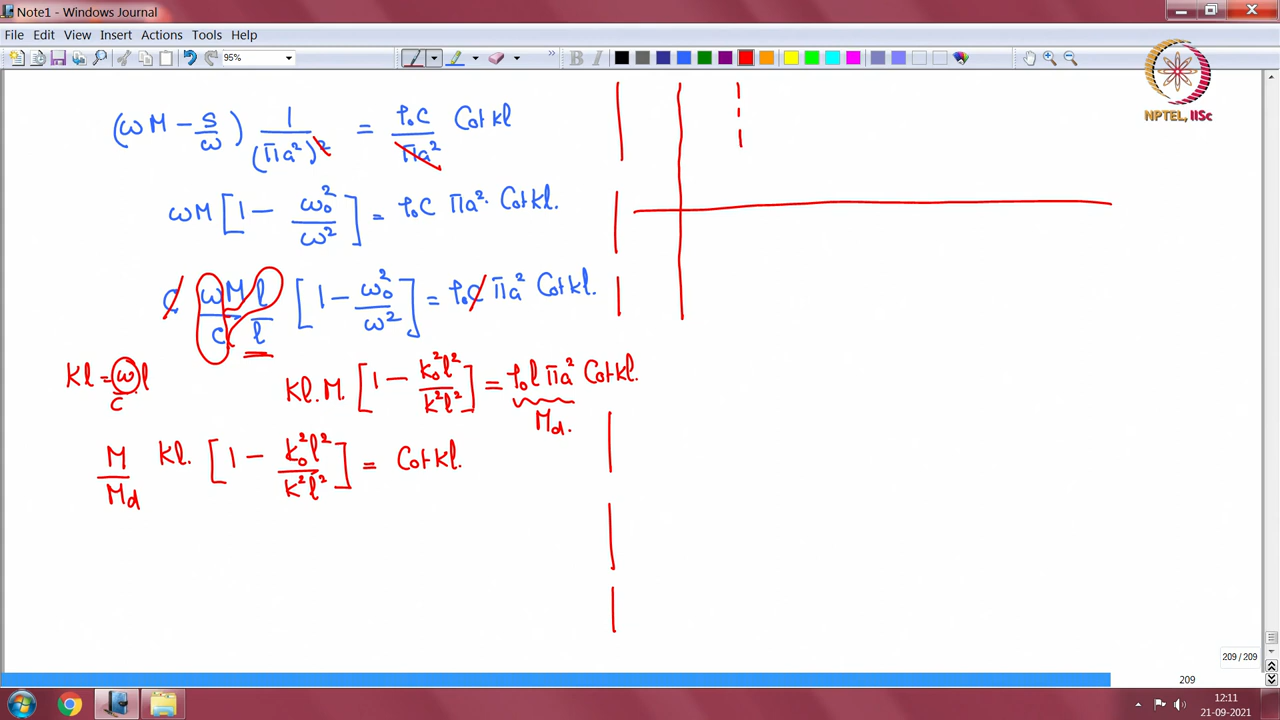 Note1 - Windows Journal
File Edit View Insert Actions Tools Help
95%
B I
NPTEL, IISc
(ωM - s/ω) 1/(πa²)² = ρ₀c/πa² Cot kl
ωM [1 - ω₀²/ω²] = ρ₀c πa². Cot kl.
c ωM/c l/l [1 - ω₀²/ω²] = ρ₀c πa² Cot kl.
kl = ω/c l
kl. M. [1 - k₀²l²/k²l²] = ρ₀l πa² Cot kl.
Md.
M/Md kl. [1 - k₀²l²/k²l²] = Cot kl.
209 / 209
209
12:11
21-09-2021